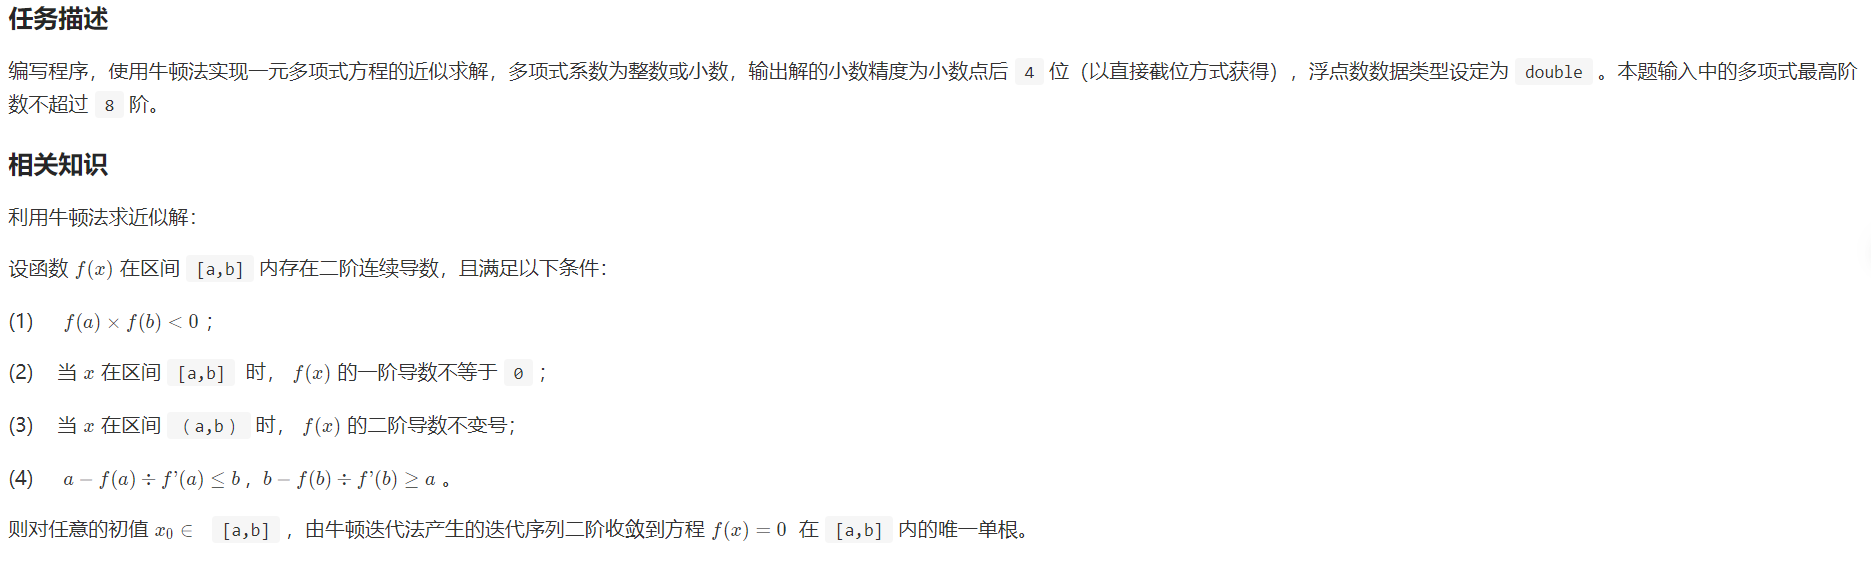 任务描述
编写程序，使用牛顿法实现一元多项式方程的近似求解，多项式系数为整数或小数，输出解的小数精度为小数点后 4 位（以直接截位方式获得），浮点数数据类型设定为 double 。本题输入中的多项式最高阶
数不超过 8 阶。
相关知识
利用牛顿法求近似解：
设函数 f(x) 在区间 [a,b] 内存在二阶连续导数，且满足以下条件：
(1) f(a) × f(b) < 0；
(2) 当 x 在区间 [a,b] 时， f(x) 的一阶导数不等于 0 ；
(3) 当 x 在区间 （a,b） 时， f(x) 的二阶导数不变号；
(4) a − f(a) ÷ f’(a) ≤ b，b − f(b) ÷ f’(b) ≥ a 。
则对任意的初值 x₀ ∈ [a,b] ，由牛顿迭代法产生的迭代序列二阶收敛到方程 f(x) = 0 在 [a,b] 内的唯一单根。